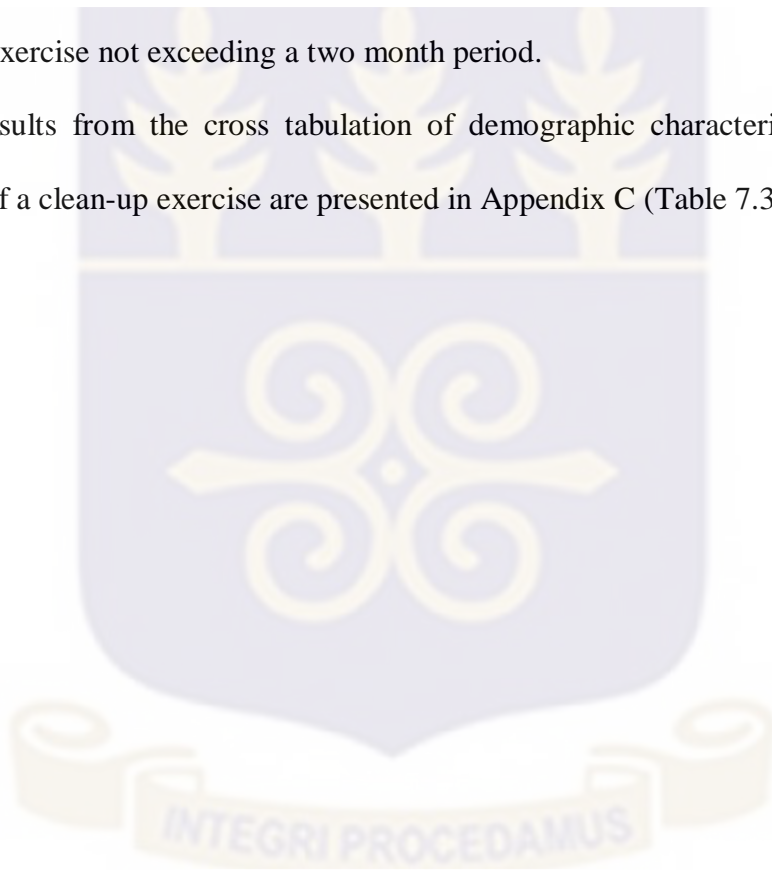 xercise not exceeding a two month period.
sults from the cross tabulation of demographic characteri
f a clean-up exercise are presented in Appendix C (Table 7.3
INTEGRI PROCEDAMUS